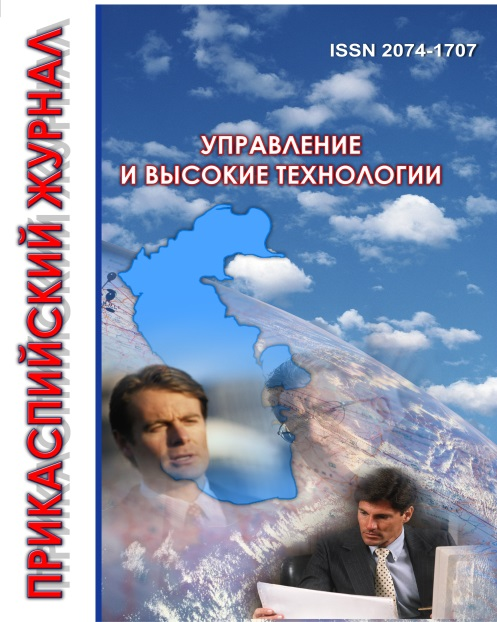 ПРИКАСПИЙСКИЙ ЖУРНАЛ
ISSN 2074-1707
УПРАВЛЕНИЕ
И ВЫСОКИЕ ТЕХНОЛОГИИ